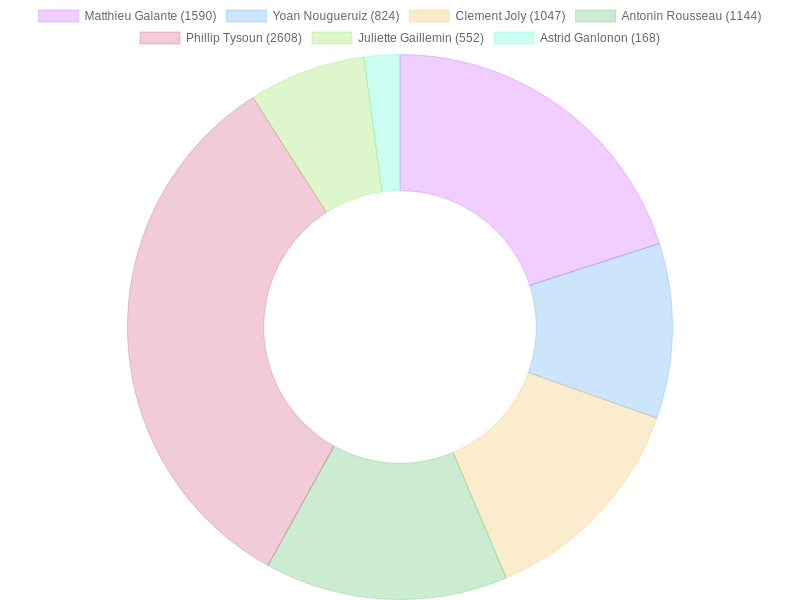 Matthieu Galante (1590) Yoan Nougueruiz (824) Clement Joly (1047) Antonin Rousseau (1144)
Phillip Tysoun (2608) Juliette Gaillemin (552) Astrid Ganlonon (168)